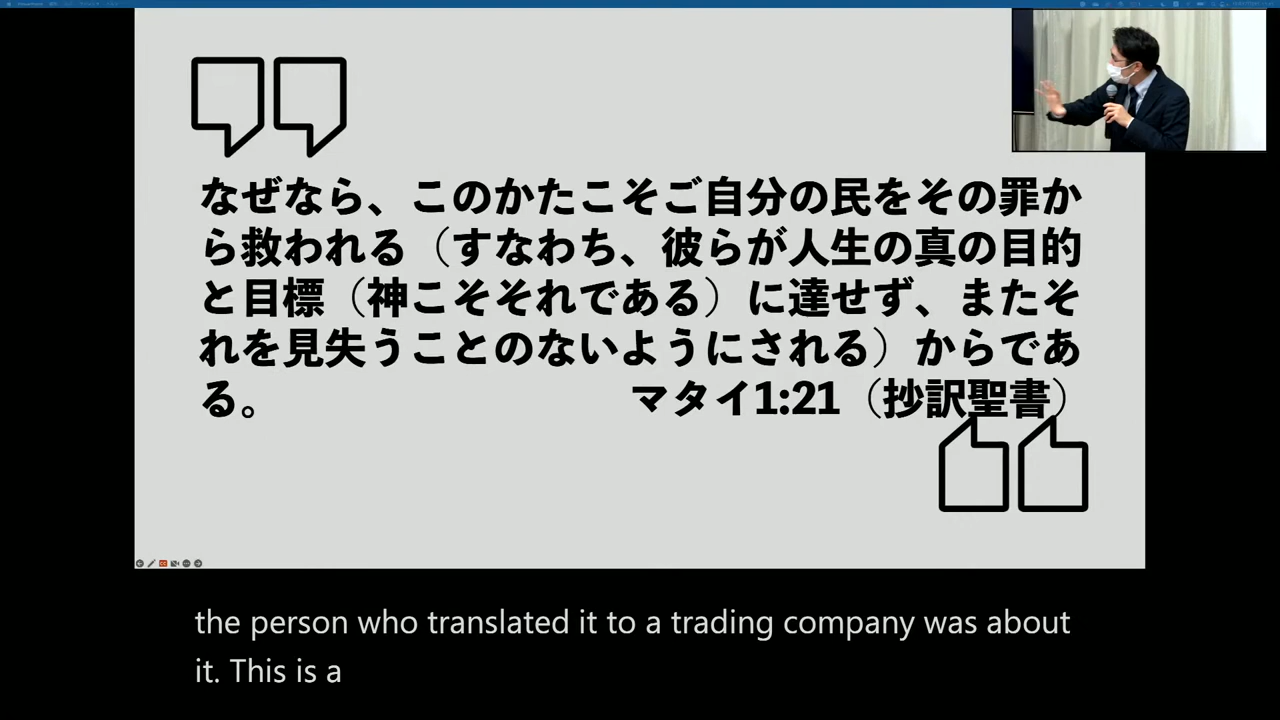 なぜなら、このかたこそご自分の民をその罪か
ら救われる（すなわち、彼らが人生の真の目的
と目標（神こそそれである）に達せず、またそ
れを見失うことのないようにされる）からであ
る。 マタイ1:21（抄訳聖書）
the person who translated it to a trading company was about
it. This is a